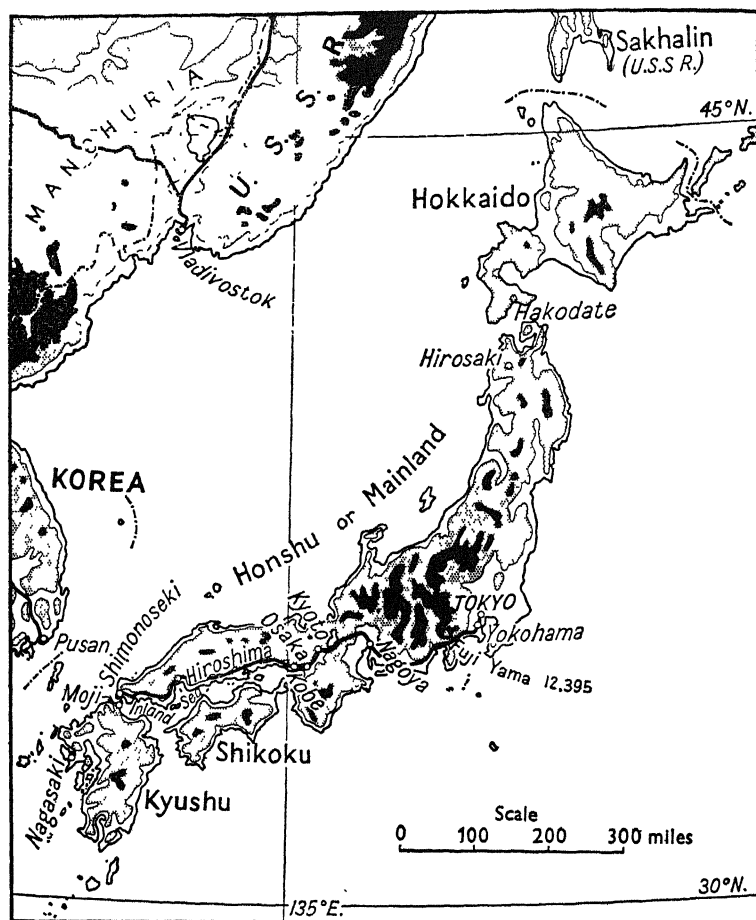 Sakhalin
(U.S.S R.)
45°N.
MANCHURIA
U. S. S. R
Vladivostok
Hokkaido
Hakodate
Hirosaki
KOREA
Honshu or Mainland
Pusan
Shimonoseki
Kyoto
Osaka
Kobe
Hiroshima
Nagoya
TOKYO
Yokohama
Fuji Yama 12.395
Moji
Inland Sea
Shikoku
Nagasaki
Kyushu
Scale
0 100 200 300 miles
30°N.
135°E.